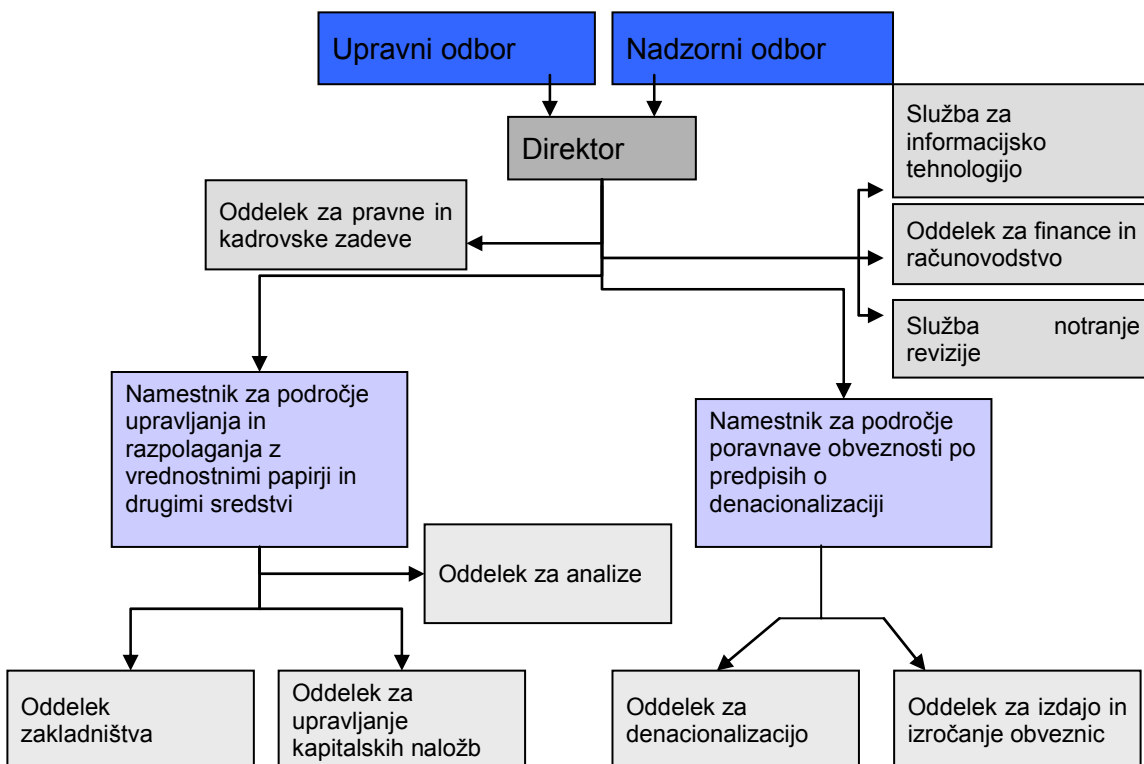 Upravni odbor
Nadzorni odbor
Direktor
Služba za
informacijsko
tehnologijo
Oddelek za pravne in
kadrovske zadeve
Oddelek za finance in
računovodstvo
Služba notranje
revizije
Namestnik za področje
upravljanja in
razpolaganja z
vrednostnimi papirji in
drugimi sredstvi
Namestnik za področje
poravnave obveznosti po
predpisih o
denacionalizaciji
Oddelek za analize
Oddelek
zakladništva
Oddelek za
upravljanje
kapitalskih naložb
Oddelek za
denacionalizacijo
Oddelek za izdajo in
izročanje obveznic